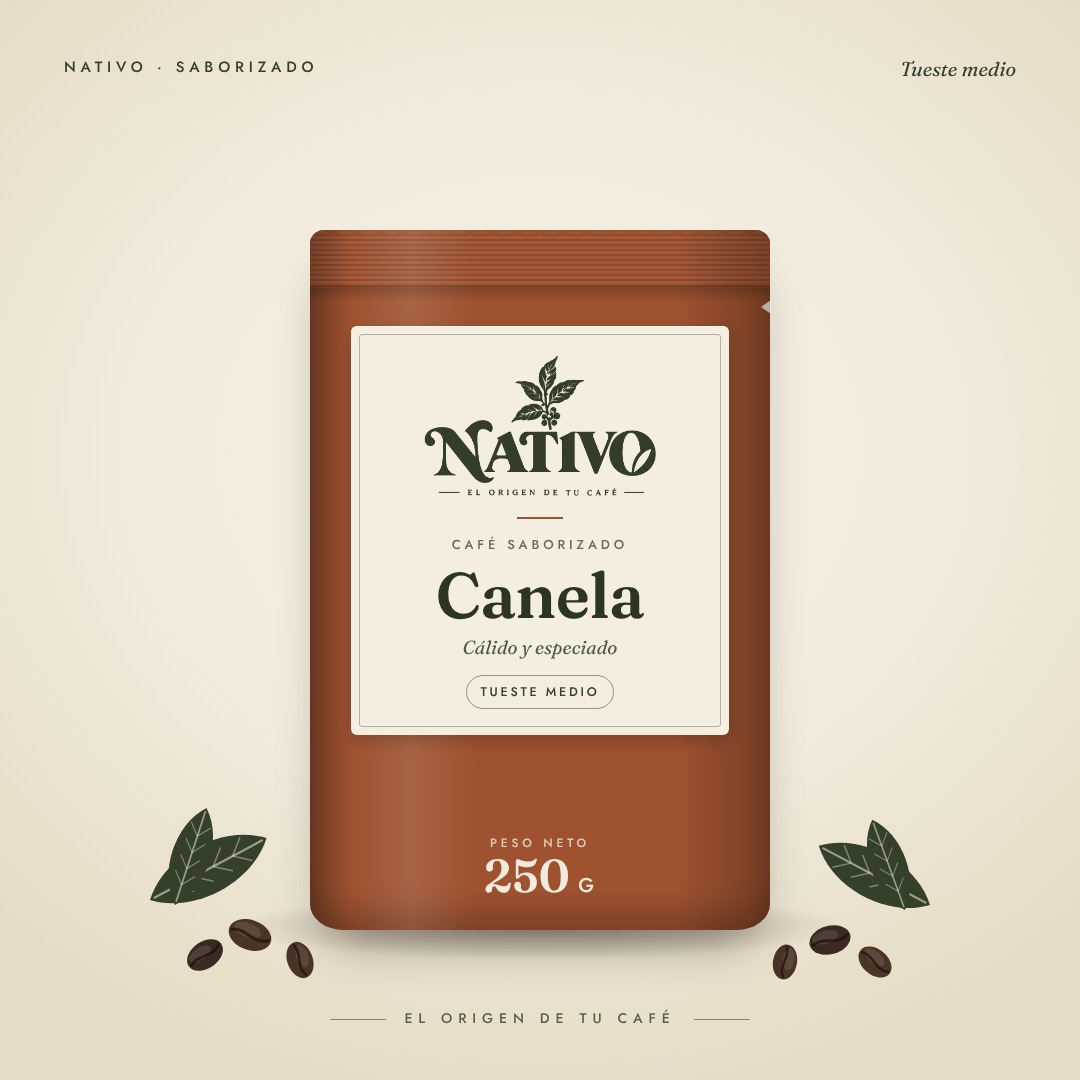 NATIVO · SABORIZADO
Tueste medio
NATIVO
EL ORIGEN DE TU CAFÉ
CAFÉ SABORIZADO
Canela
Cálido y especiado
TUESTE MEDIO
PESO NETO
250 G
EL ORIGEN DE TU CAFÉ